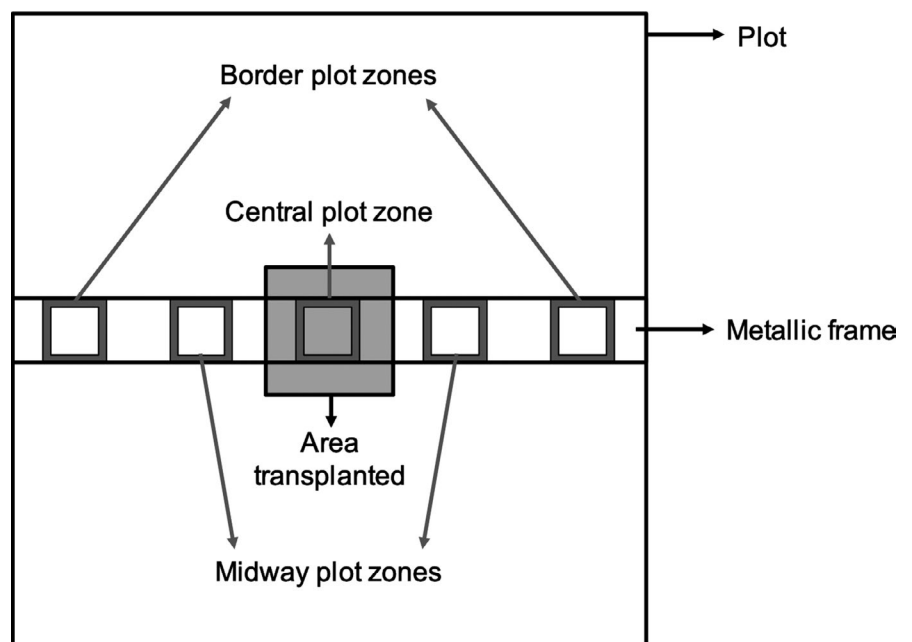 Plot
Border plot zones
Central plot zone
Metallic frame
Area
transplanted
Midway plot zones